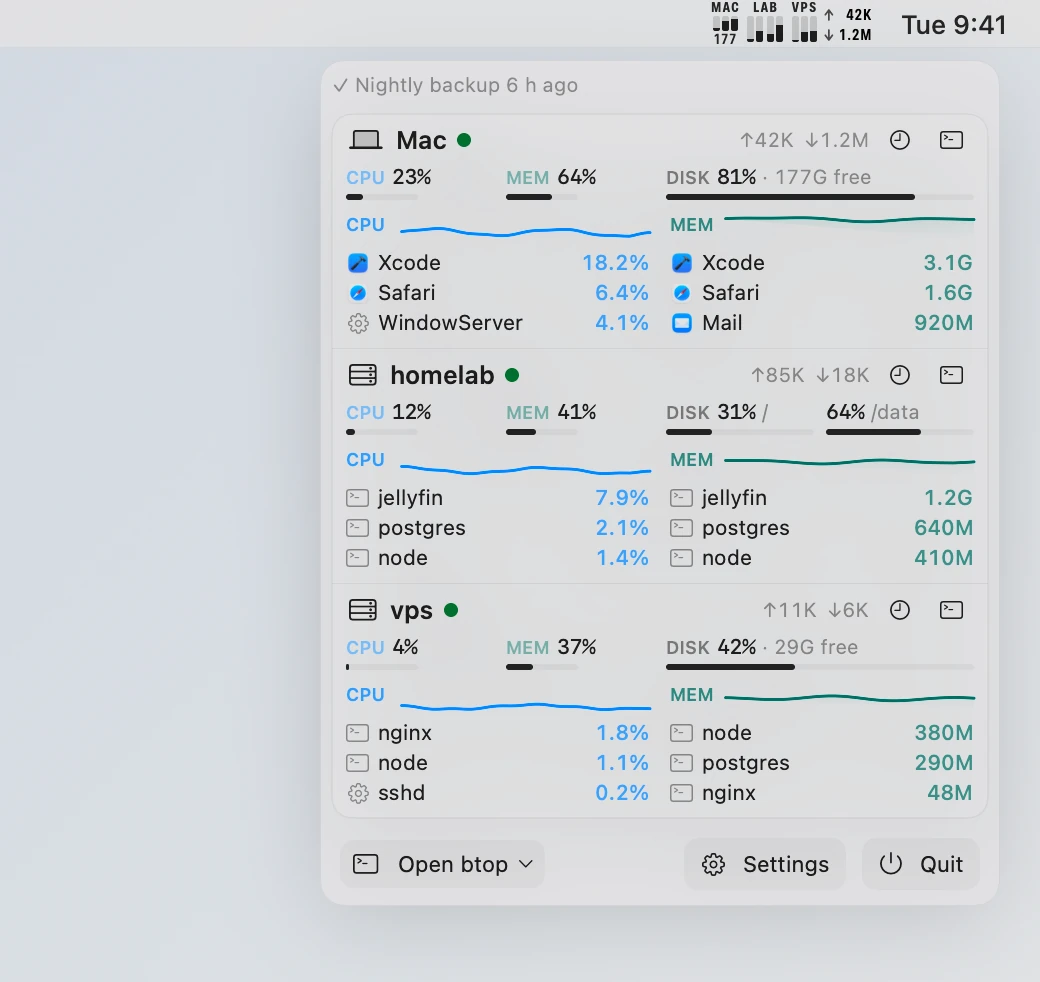 MAC LAB VPS ↑ 42K
177 ↓ 1.2M
Tue 9:41
✓ Nightly backup 6 h ago
Mac ↑42K ↓1.2M
CPU 23% MEM 64% DISK 81% · 177G free
CPU MEM
Xcode 18.2% Xcode 3.1G
Safari 6.4% Safari 1.6G
WindowServer 4.1% Mail 920M
homelab ↑85K ↓18K
CPU 12% MEM 41% DISK 31% / 64% /data
CPU MEM
jellyfin 7.9% jellyfin 1.2G
postgres 2.1% postgres 640M
node 1.4% node 410M
vps ↑11K ↓6K
CPU 4% MEM 37% DISK 42% · 29G free
CPU MEM
nginx 1.8% node 380M
node 1.1% postgres 290M
sshd 0.2% nginx 48M
Open btop Settings Quit